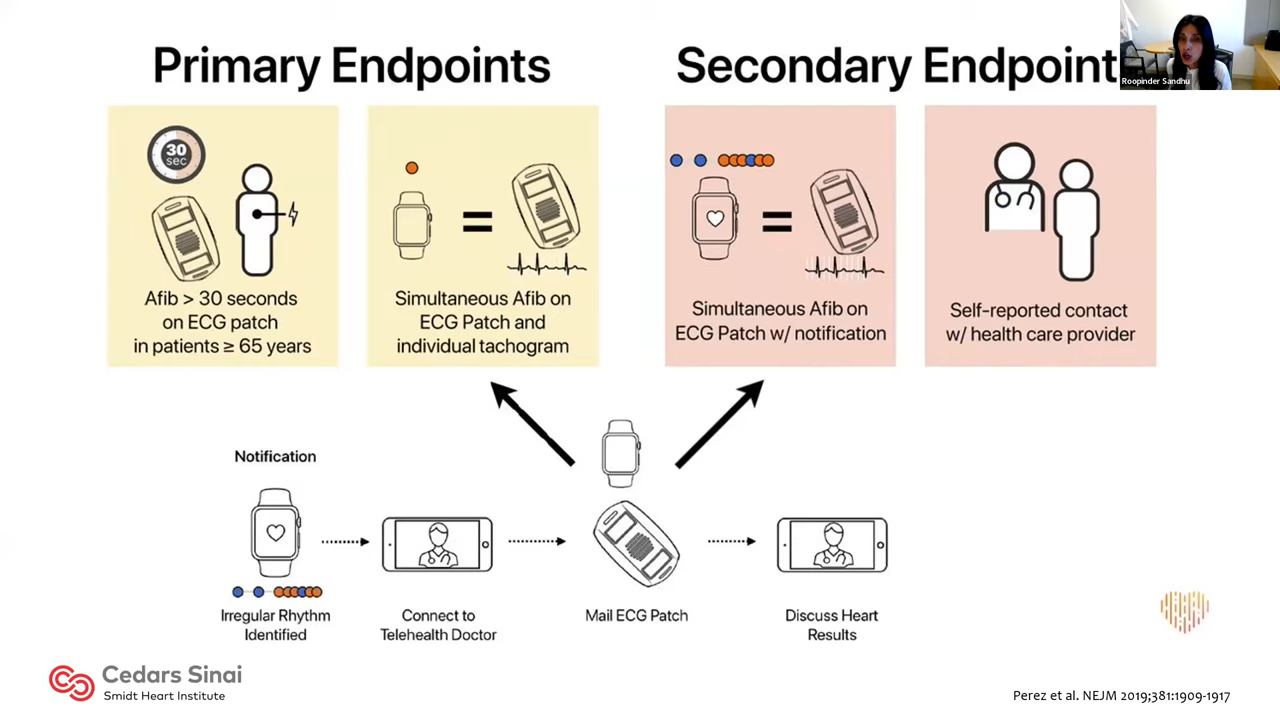 Primary Endpoints
Secondary Endpoint
Roopinder Sandhu
30
sec
Afib > 30 seconds
on ECG patch
in patients ≥ 65 years
=
Simultaneous Afib on
ECG Patch and
individual tachogram
=
Simultaneous Afib on
ECG Patch w/ notification
Self-reported contact
w/ health care provider
Notification
Irregular Rhythm
Identified
Connect to
Telehealth Doctor
Mail ECG Patch
Discuss Heart
Results
Cedars Sinai
Smidt Heart Institute
Perez et al. NEJM 2019;381:1909-1917